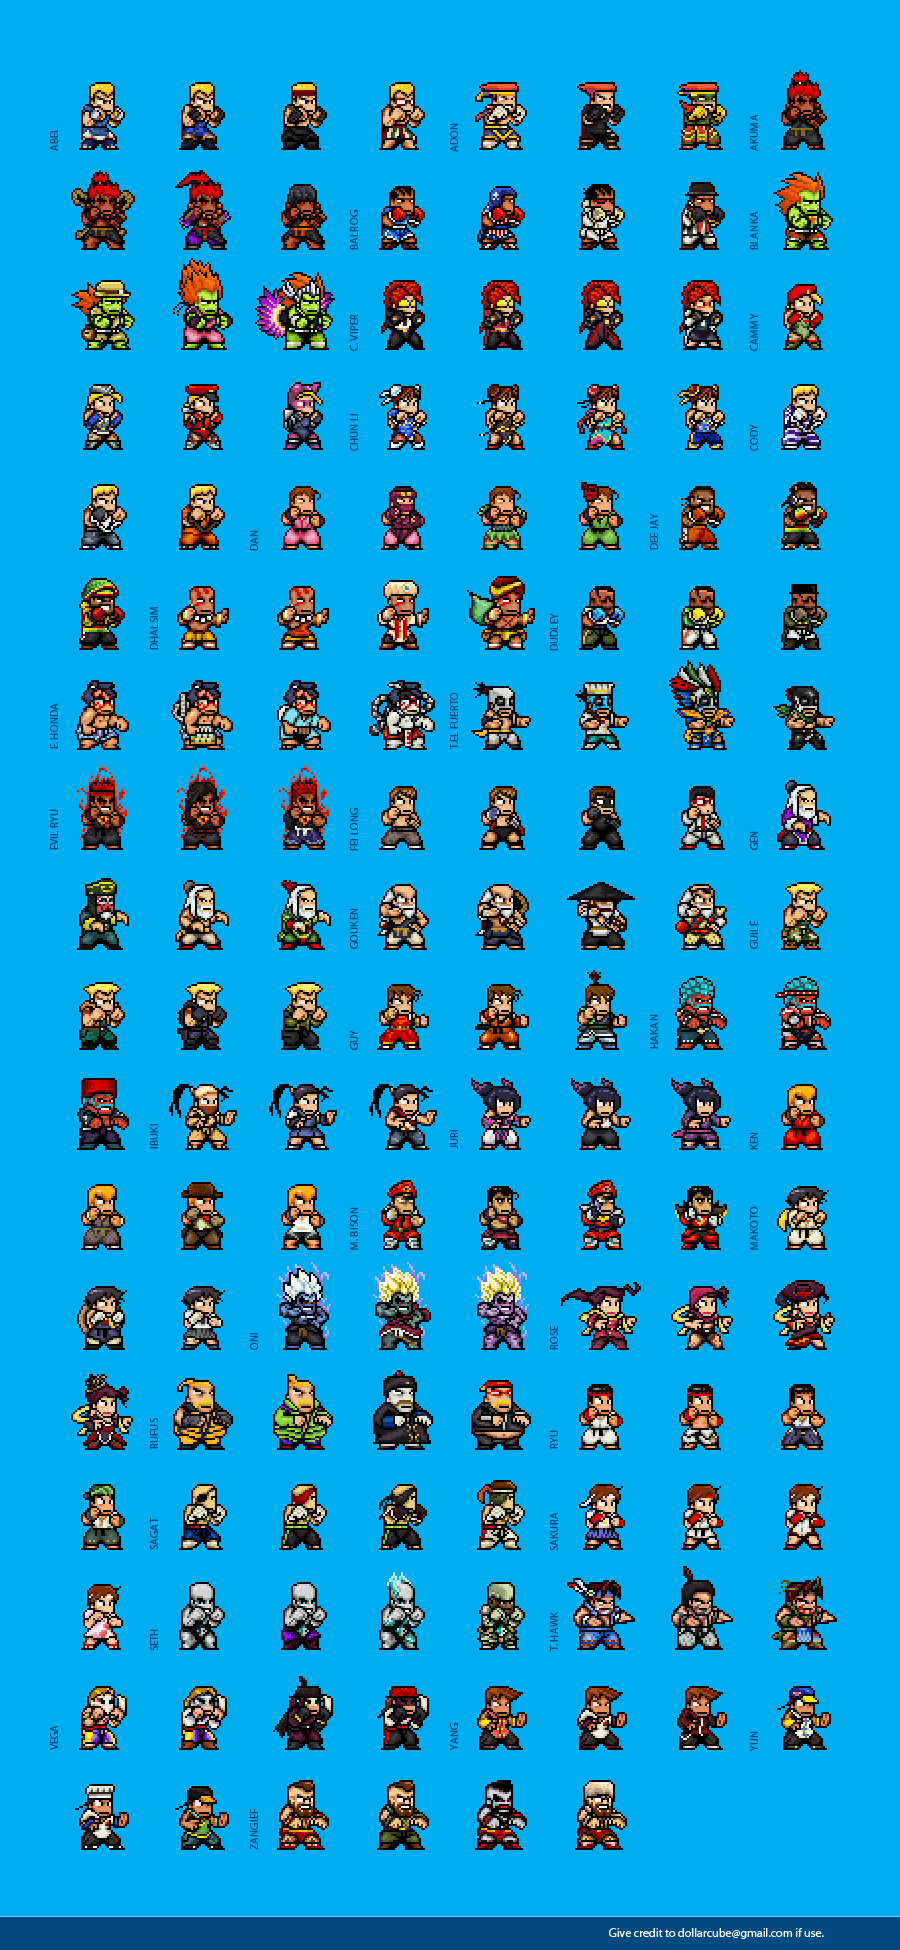 ABEL
ADON
AKUMA
BALROG
BLANKA
C.VIPER
CAMMY
CHUN LI
CODY
DAN
DEE JAY
DHALSIM
DUDLEY
E.HONDA
T.EL FUERTO
EVIL RYU
FEI LONG
GEN
GOUKEN
GUILE
GUY
HAKAN
IBUKI
JURI
KEN
M. BISON
MAKOTO
ONI
ROSE
RUFUS
RYU
SAGAT
SAKURA
SETH
T.HAWK
VEGA
YANG
YUN
ZANGIEF
Give credit to dollarcube@gmail.com if use.